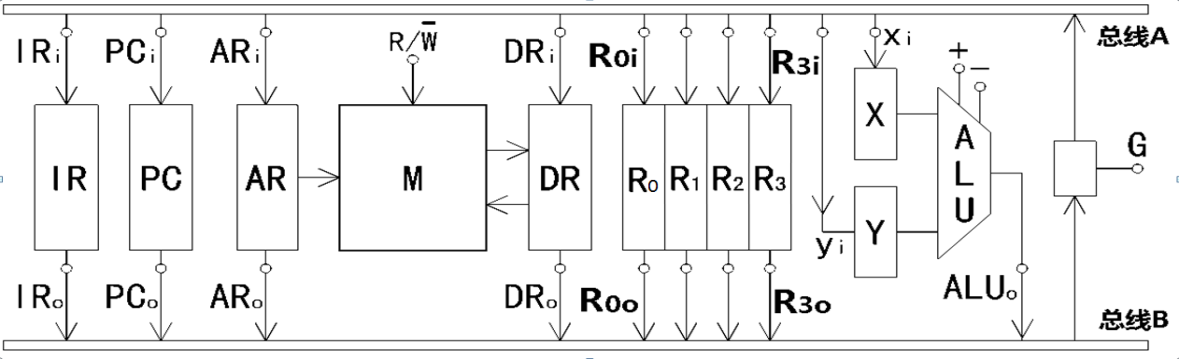 总线A
IRi PCi ARi R/W̅ DRi R0i R3i xi + −
IR PC AR M DR R0 R1 R2 R3 X Y ALU G
yi
IRo PCo ARo DRo R0o R3o ALUo
总线B